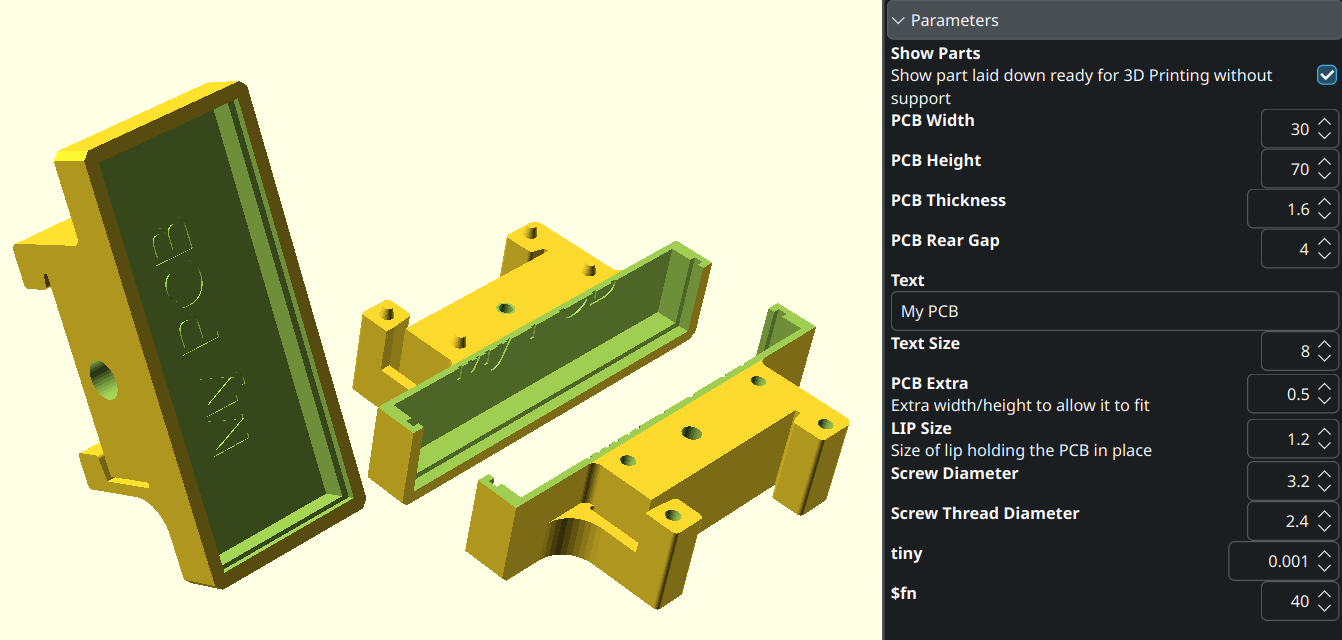 MY PCB
My
Parameters
Show Parts
Show part laid down ready for 3D Printing without
support
PCB Width
30
PCB Height
70
PCB Thickness
1.6
PCB Rear Gap
4
Text
My PCB
Text Size
8
PCB Extra
0.5
Extra width/height to allow it to fit
LIP Size
1.2
Size of lip holding the PCB in place
Screw Diameter
3.2
Screw Thread Diameter
2.4
tiny
0.001
$fn
40